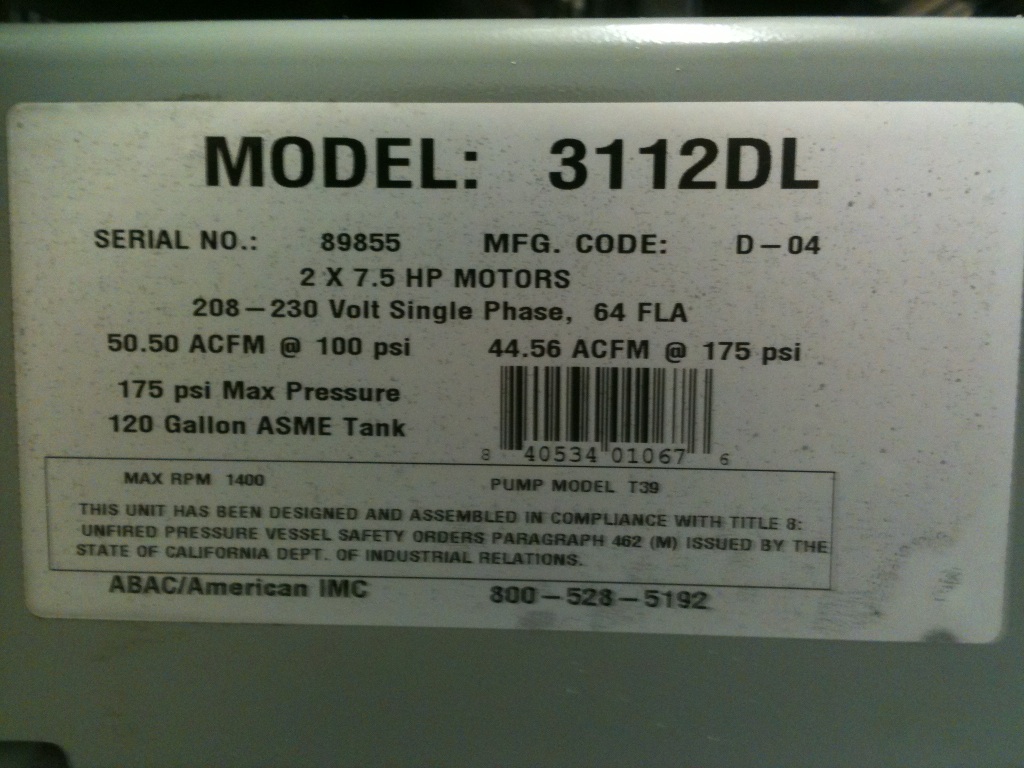 MODEL: 3112DL
SERIAL NO.: 89855 MFG. CODE: D-04
2 X 7.5 HP MOTORS
208-230 Volt Single Phase, 64 FLA
50.50 ACFM @ 100 psi 44.56 ACFM @ 175 psi
175 psi Max Pressure
120 Gallon ASME Tank
8 40534 01067 6
MAX RPM 1400 PUMP MODEL T39
THIS UNIT HAS BEEN DESIGNED AND ASSEMBLED IN COMPLIANCE WITH TITLE 8:
UNFIRED PRESSURE VESSEL SAFETY ORDERS PARAGRAPH 462 (M) ISSUED BY THE
STATE OF CALIFORNIA DEPT. OF INDUSTRIAL RELATIONS.
ABAC/American IMC 800-528-5192